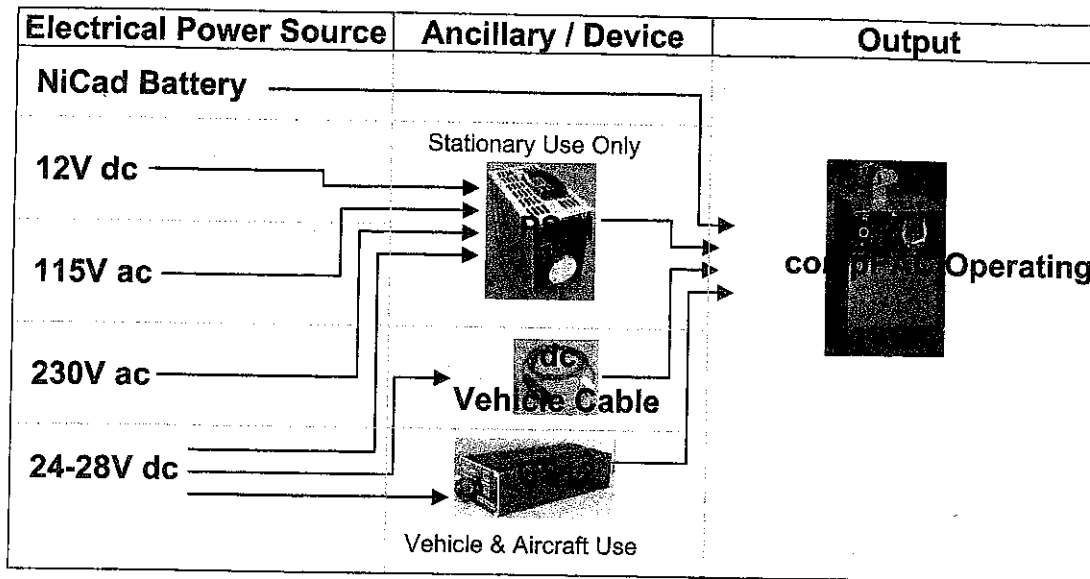 Electrical Power Source Ancillary / Device Output
NiCad Battery
Stationary Use Only
12V dc
115V ac
Operating
230V ac
dc
Vehicle Cable
24-28V dc
Vehicle & Aircraft Use